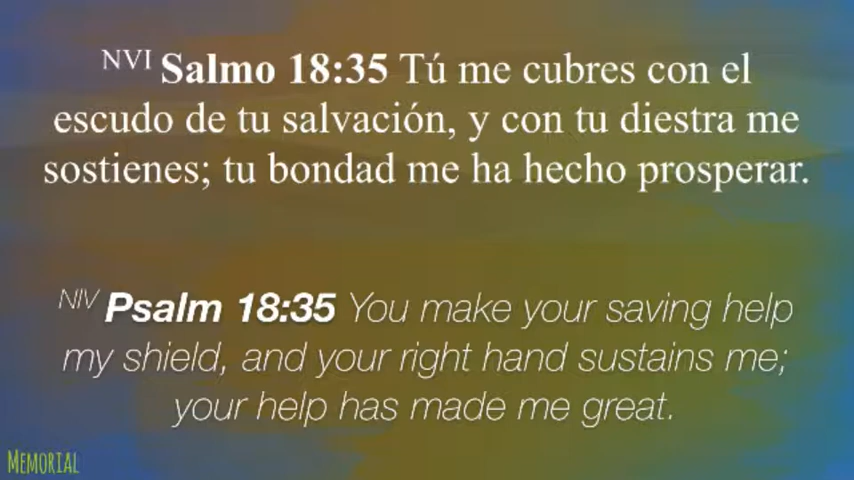 NVI Salmo 18:35 Tú me cubres con el
escudo de tu salvación, y con tu diestra me
sostienes; tu bondad me ha hecho prosperar.
NIV Psalm 18:35 You make your saving help
my shield, and your right hand sustains me;
your help has made me great.
MEMORIAL